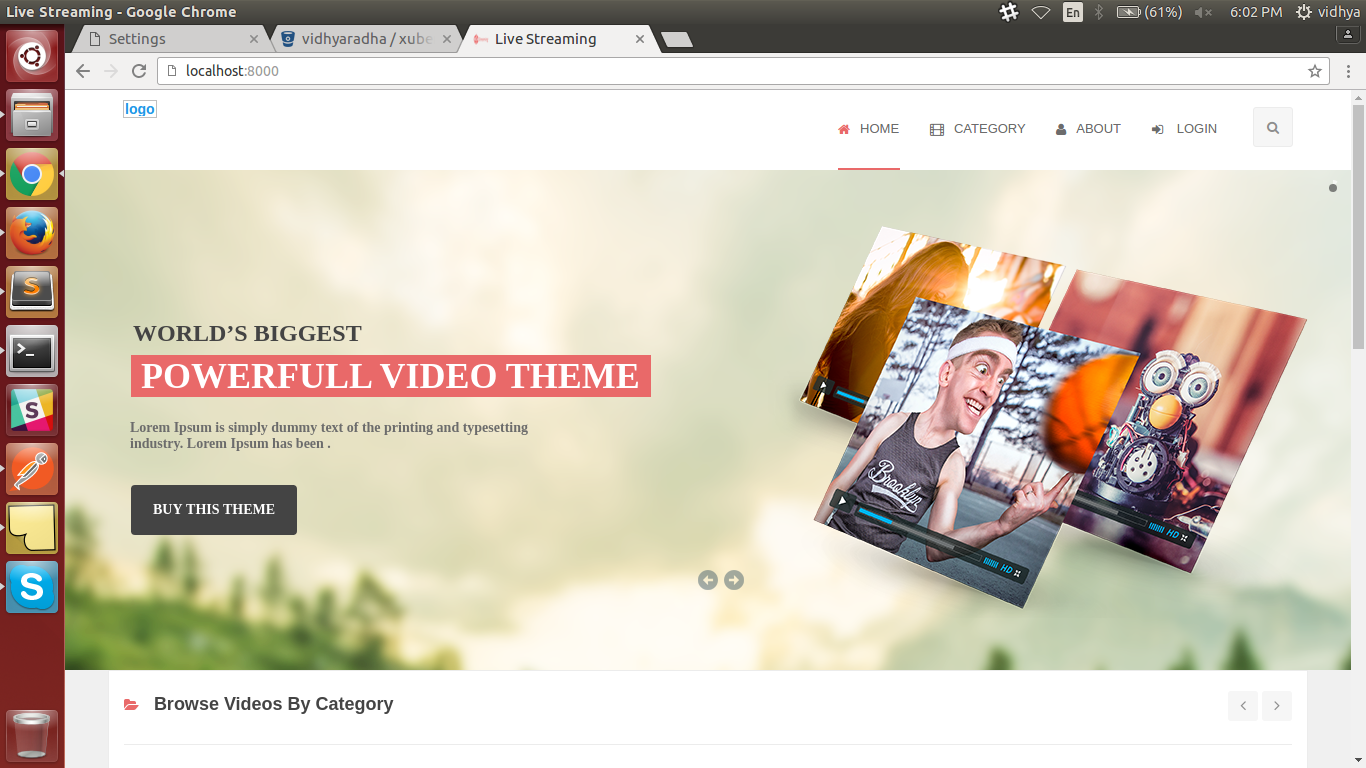 Live Streaming - Google Chrome
En
(61%)
6:02 PM
vidhya
Settings
vidhyaradha / xube
Live Streaming
localhost:8000
logo
HOME
CATEGORY
ABOUT
LOGIN
WORLD’S BIGGEST
POWERFULL VIDEO THEME
Lorem Ipsum is simply dummy text of the printing and typesetting
industry. Lorem Ipsum has been .
BUY THIS THEME
Brooklyn
HD
HD
Browse Videos By Category